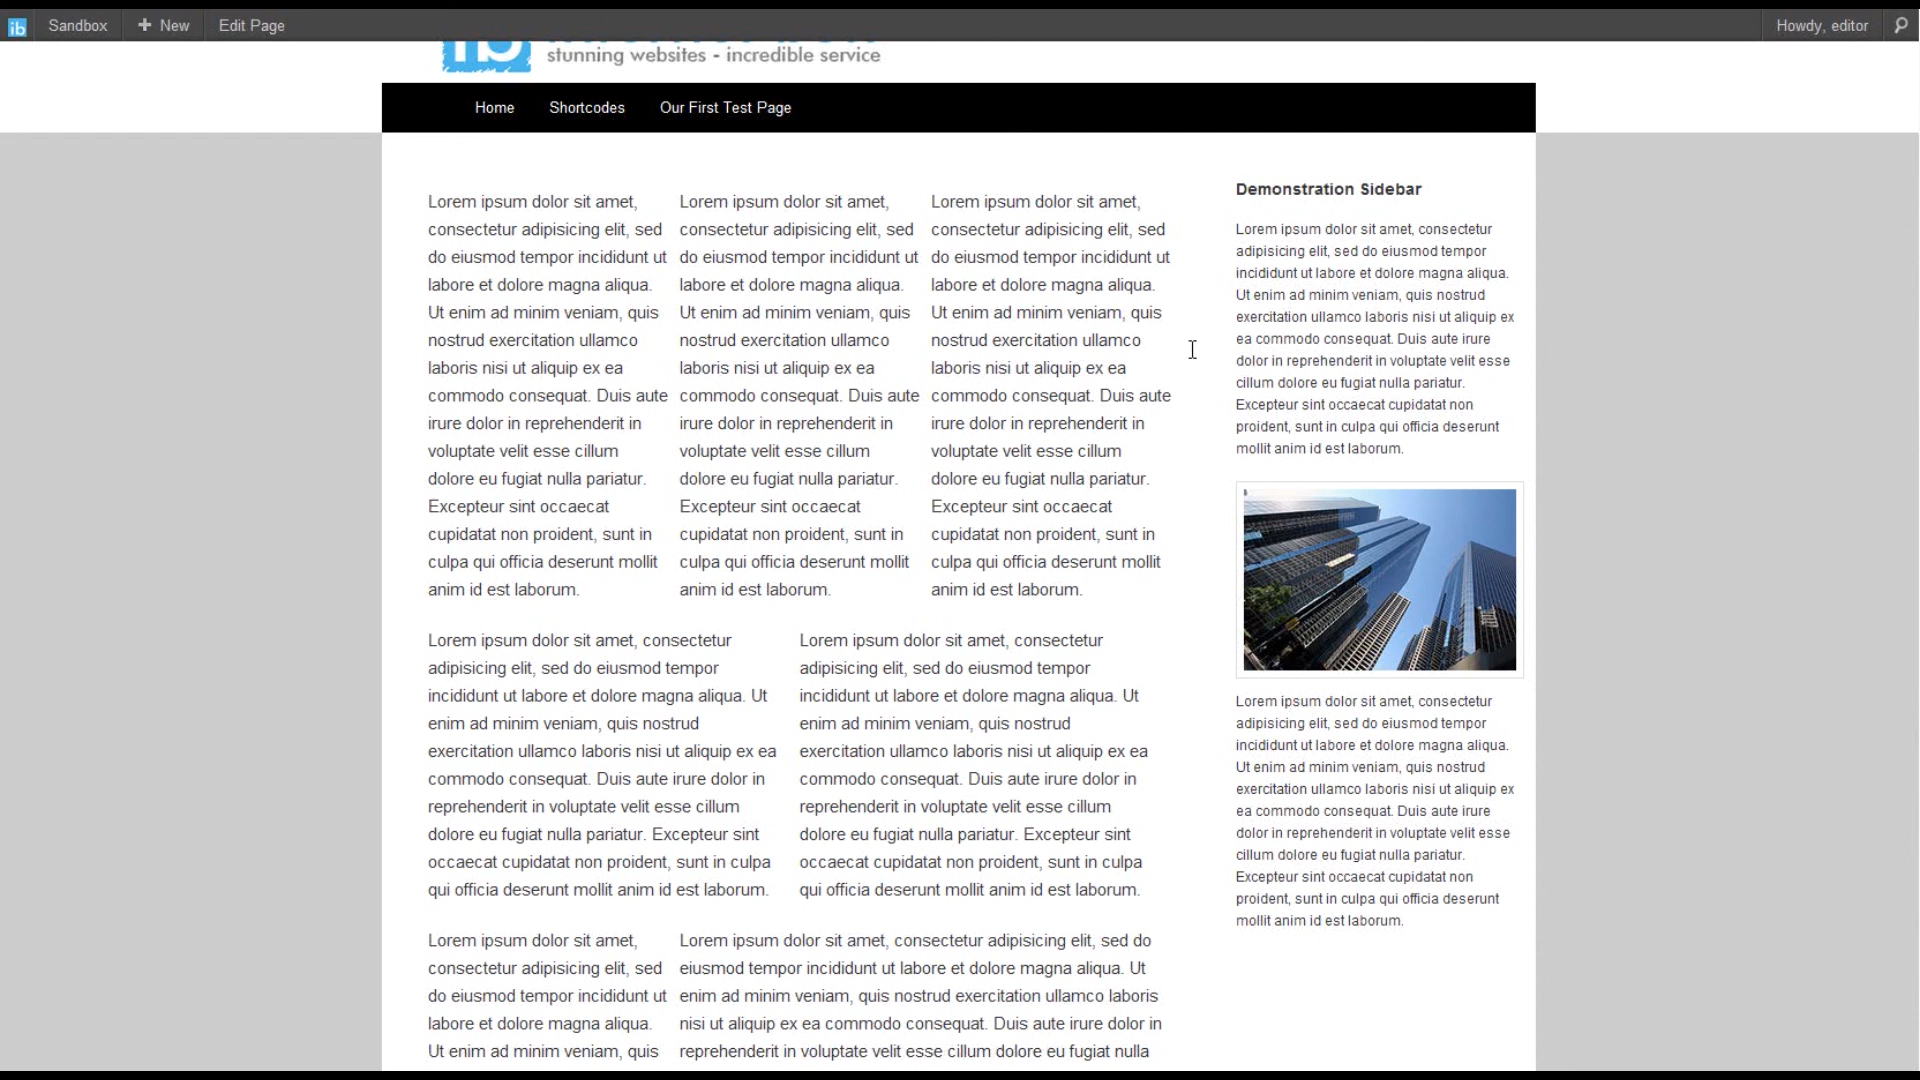 ib Sandbox + New Edit Page Howdy, editor
ib
stunning websites - incredible service
Home Shortcodes Our First Test Page
Lorem ipsum dolor sit amet,
consectetur adipisicing elit, sed
do eiusmod tempor incididunt ut
labore et dolore magna aliqua.
Ut enim ad minim veniam, quis
nostrud exercitation ullamco
laboris nisi ut aliquip ex ea
commodo consequat. Duis aute
irure dolor in reprehenderit in
voluptate velit esse cillum
dolore eu fugiat nulla pariatur.
Excepteur sint occaecat
cupidatat non proident, sunt in
culpa qui officia deserunt mollit
anim id est laborum.
Lorem ipsum dolor sit amet,
consectetur adipisicing elit, sed
do eiusmod tempor incididunt ut
labore et dolore magna aliqua.
Ut enim ad minim veniam, quis
nostrud exercitation ullamco
laboris nisi ut aliquip ex ea
commodo consequat. Duis aute
irure dolor in reprehenderit in
voluptate velit esse cillum
dolore eu fugiat nulla pariatur.
Excepteur sint occaecat
cupidatat non proident, sunt in
culpa qui officia deserunt mollit
anim id est laborum.
Lorem ipsum dolor sit amet,
consectetur adipisicing elit, sed
do eiusmod tempor incididunt ut
labore et dolore magna aliqua.
Ut enim ad minim veniam, quis
nostrud exercitation ullamco
laboris nisi ut aliquip ex ea
commodo consequat. Duis aute
irure dolor in reprehenderit in
voluptate velit esse cillum
dolore eu fugiat nulla pariatur.
Excepteur sint occaecat
cupidatat non proident, sunt in
culpa qui officia deserunt mollit
anim id est laborum.
Lorem ipsum dolor sit amet, consectetur
adipisicing elit, sed do eiusmod tempor
incididunt ut labore et dolore magna aliqua. Ut
enim ad minim veniam, quis nostrud
exercitation ullamco laboris nisi ut aliquip ex ea
commodo consequat. Duis aute irure dolor in
reprehenderit in voluptate velit esse cillum
dolore eu fugiat nulla pariatur. Excepteur sint
occaecat cupidatat non proident, sunt in culpa
qui officia deserunt mollit anim id est laborum.
Lorem ipsum dolor sit amet, consectetur
adipisicing elit, sed do eiusmod tempor
incididunt ut labore et dolore magna aliqua. Ut
enim ad minim veniam, quis nostrud
exercitation ullamco laboris nisi ut aliquip ex ea
commodo consequat. Duis aute irure dolor in
reprehenderit in voluptate velit esse cillum
dolore eu fugiat nulla pariatur. Excepteur sint
occaecat cupidatat non proident, sunt in culpa
qui officia deserunt mollit anim id est laborum.
Lorem ipsum dolor sit amet,
consectetur adipisicing elit, sed
do eiusmod tempor incididunt ut
labore et dolore magna aliqua.
Ut enim ad minim veniam, quis
Lorem ipsum dolor sit amet, consectetur adipisicing elit, sed do
eiusmod tempor incididunt ut labore et dolore magna aliqua. Ut
enim ad minim veniam, quis nostrud exercitation ullamco laboris
nisi ut aliquip ex ea commodo consequat. Duis aute irure dolor in
reprehenderit in voluptate velit esse cillum dolore eu fugiat nulla
Demonstration Sidebar
Lorem ipsum dolor sit amet, consectetur
adipisicing elit, sed do eiusmod tempor
incididunt ut labore et dolore magna aliqua.
Ut enim ad minim veniam, quis nostrud
exercitation ullamco laboris nisi ut aliquip ex
ea commodo consequat. Duis aute irure
dolor in reprehenderit in voluptate velit esse
cillum dolore eu fugiat nulla pariatur.
Excepteur sint occaecat cupidatat non
proident, sunt in culpa qui officia deserunt
mollit anim id est laborum.
Lorem ipsum dolor sit amet, consectetur
adipisicing elit, sed do eiusmod tempor
incididunt ut labore et dolore magna aliqua.
Ut enim ad minim veniam, quis nostrud
exercitation ullamco laboris nisi ut aliquip ex
ea commodo consequat. Duis aute irure
dolor in reprehenderit in voluptate velit esse
cillum dolore eu fugiat nulla pariatur.
Excepteur sint occaecat cupidatat non
proident, sunt in culpa qui officia deserunt
mollit anim id est laborum.